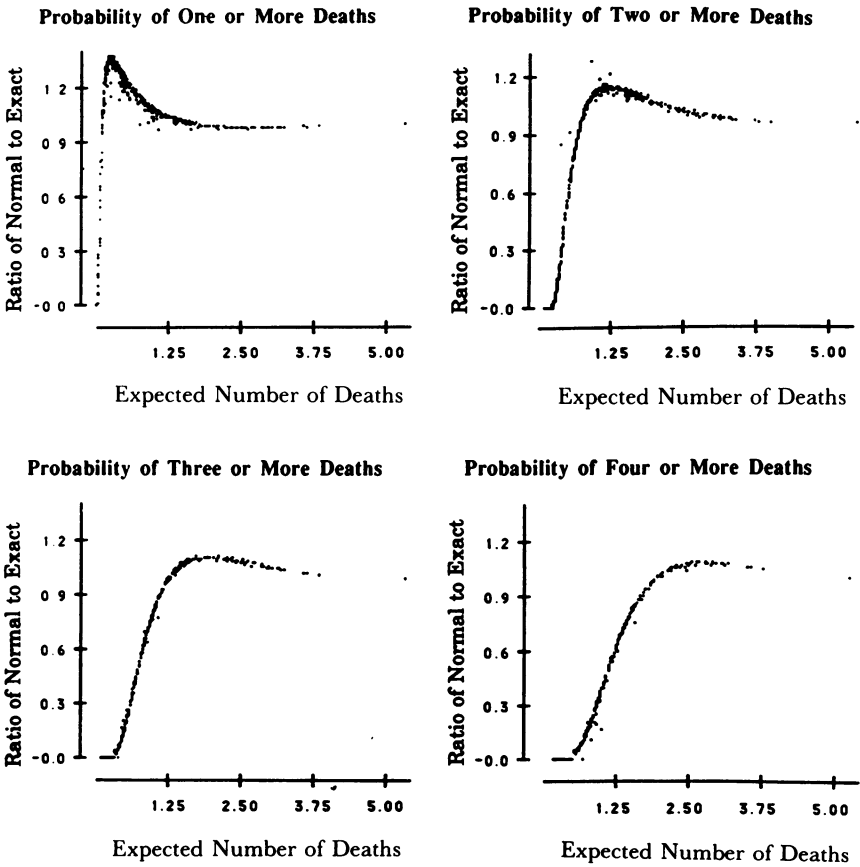 Probability of One or More Deaths
Ratio of Normal to Exact
1.2
0.9
0.6
0.3
-0.0
1.25 2.50 3.75 5.00
Expected Number of Deaths
Probability of Two or More Deaths
Ratio of Normal to Exact
1.2
0.9
0.6
0.3
-0.0
1.25 2.50 3.75 5.00
Expected Number of Deaths
Probability of Three or More Deaths
Ratio of Normal to Exact
1.2
0.9
0.6
0.3
-0.0
1.25 2.50 3.75 5.00
Expected Number of Deaths
Probability of Four or More Deaths
Ratio of Normal to Exact
1.2
0.9
0.6
0.3
-0.0
1.25 2.50 3.75 5.00
Expected Number of Deaths